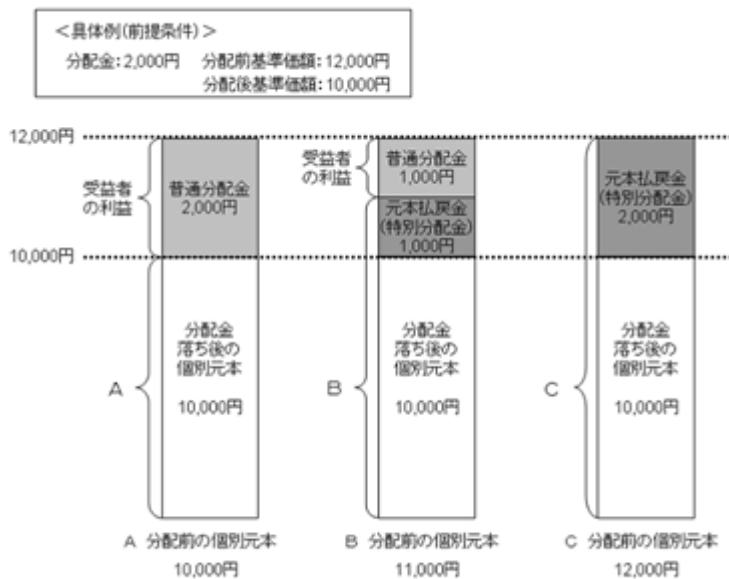 <具体例(前提条件)>
分配金:2,000円 分配前基準価額:12,000円
分配後基準価額:10,000円
12,000円
受益者
の利益
普通分配金
2,000円
受益者
の利益
普通分配金
1,000円
元本払戻金
(特別分配金)
1,000円
元本払戻金
(特別分配金)
2,000円
10,000円
A
分配金
落ち後の
個別元本
10,000円
B
分配金
落ち後の
個別元本
10,000円
C
分配金
落ち後の
個別元本
10,000円
A 分配前の個別元本
10,000円
B 分配前の個別元本
11,000円
C 分配前の個別元本
12,000円